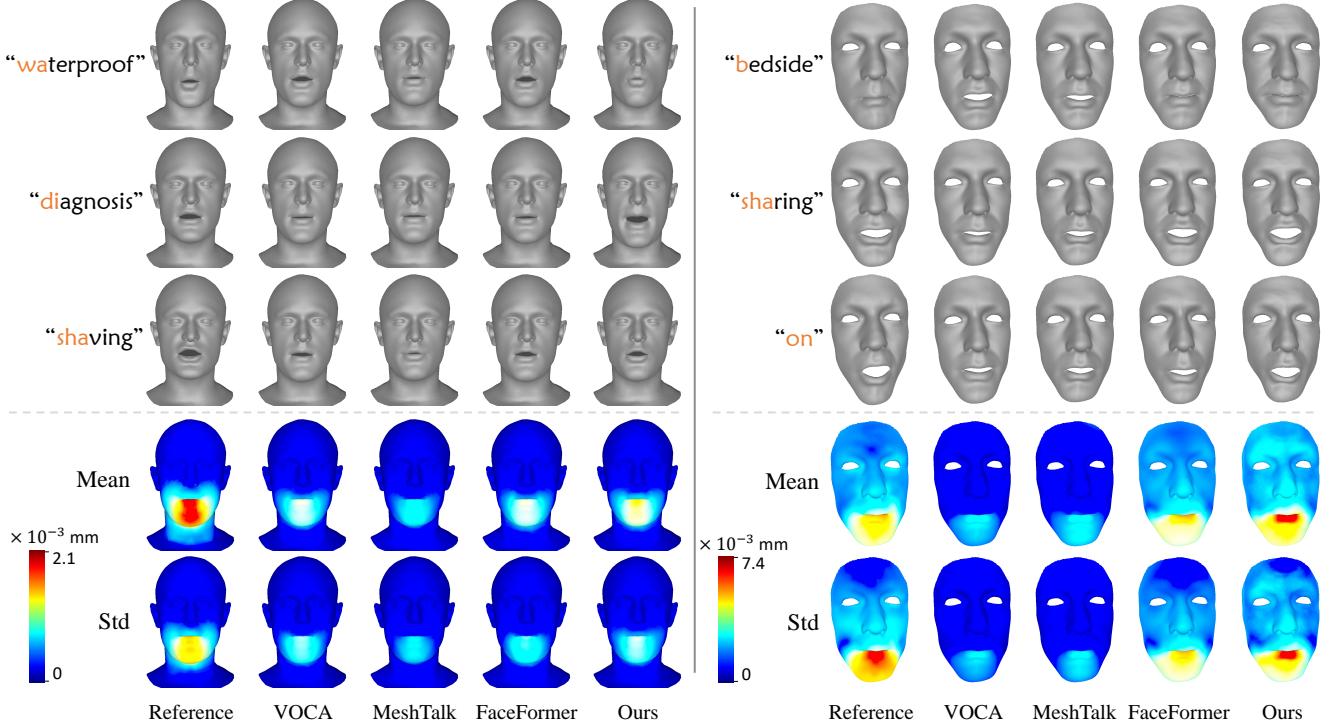 “waterproof”
“diagnosis”
“shaving”
Mean
× 10⁻³ mm
2.1
0
Std
Reference VOCA MeshTalk FaceFormer Ours
“bedside”
“sharing”
“on”
Mean
× 10⁻³ mm
7.4
0
Std
Reference VOCA MeshTalk FaceFormer Ours